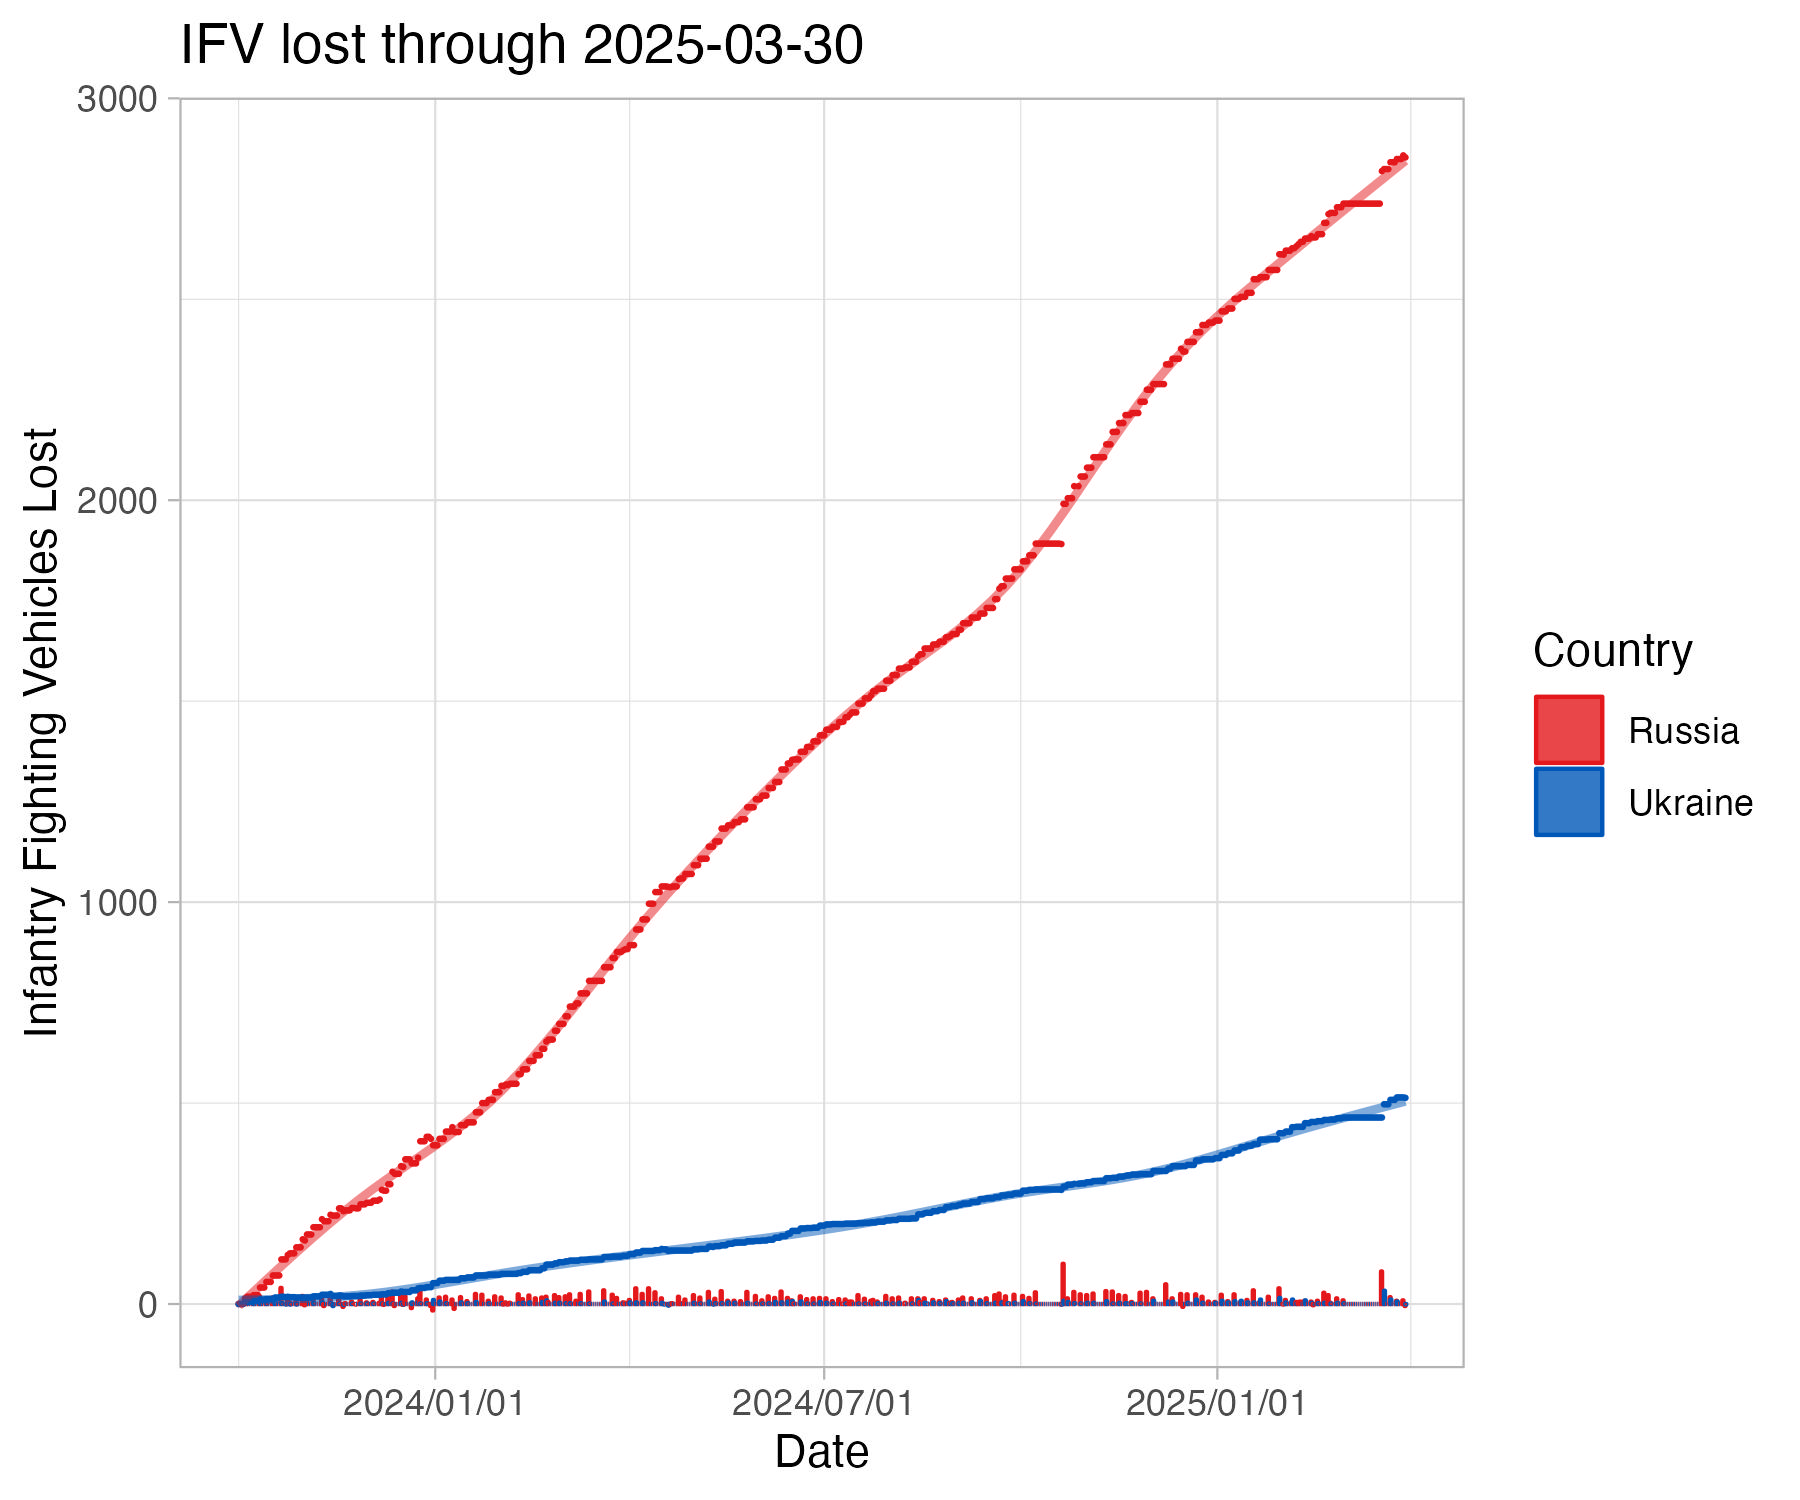 IFV lost through 2025-03-30
3000
2000
1000
0
Infantry Fighting Vehicles Lost
2024/01/01
2024/07/01
2025/01/01
Date
Country
Russia
Ukraine